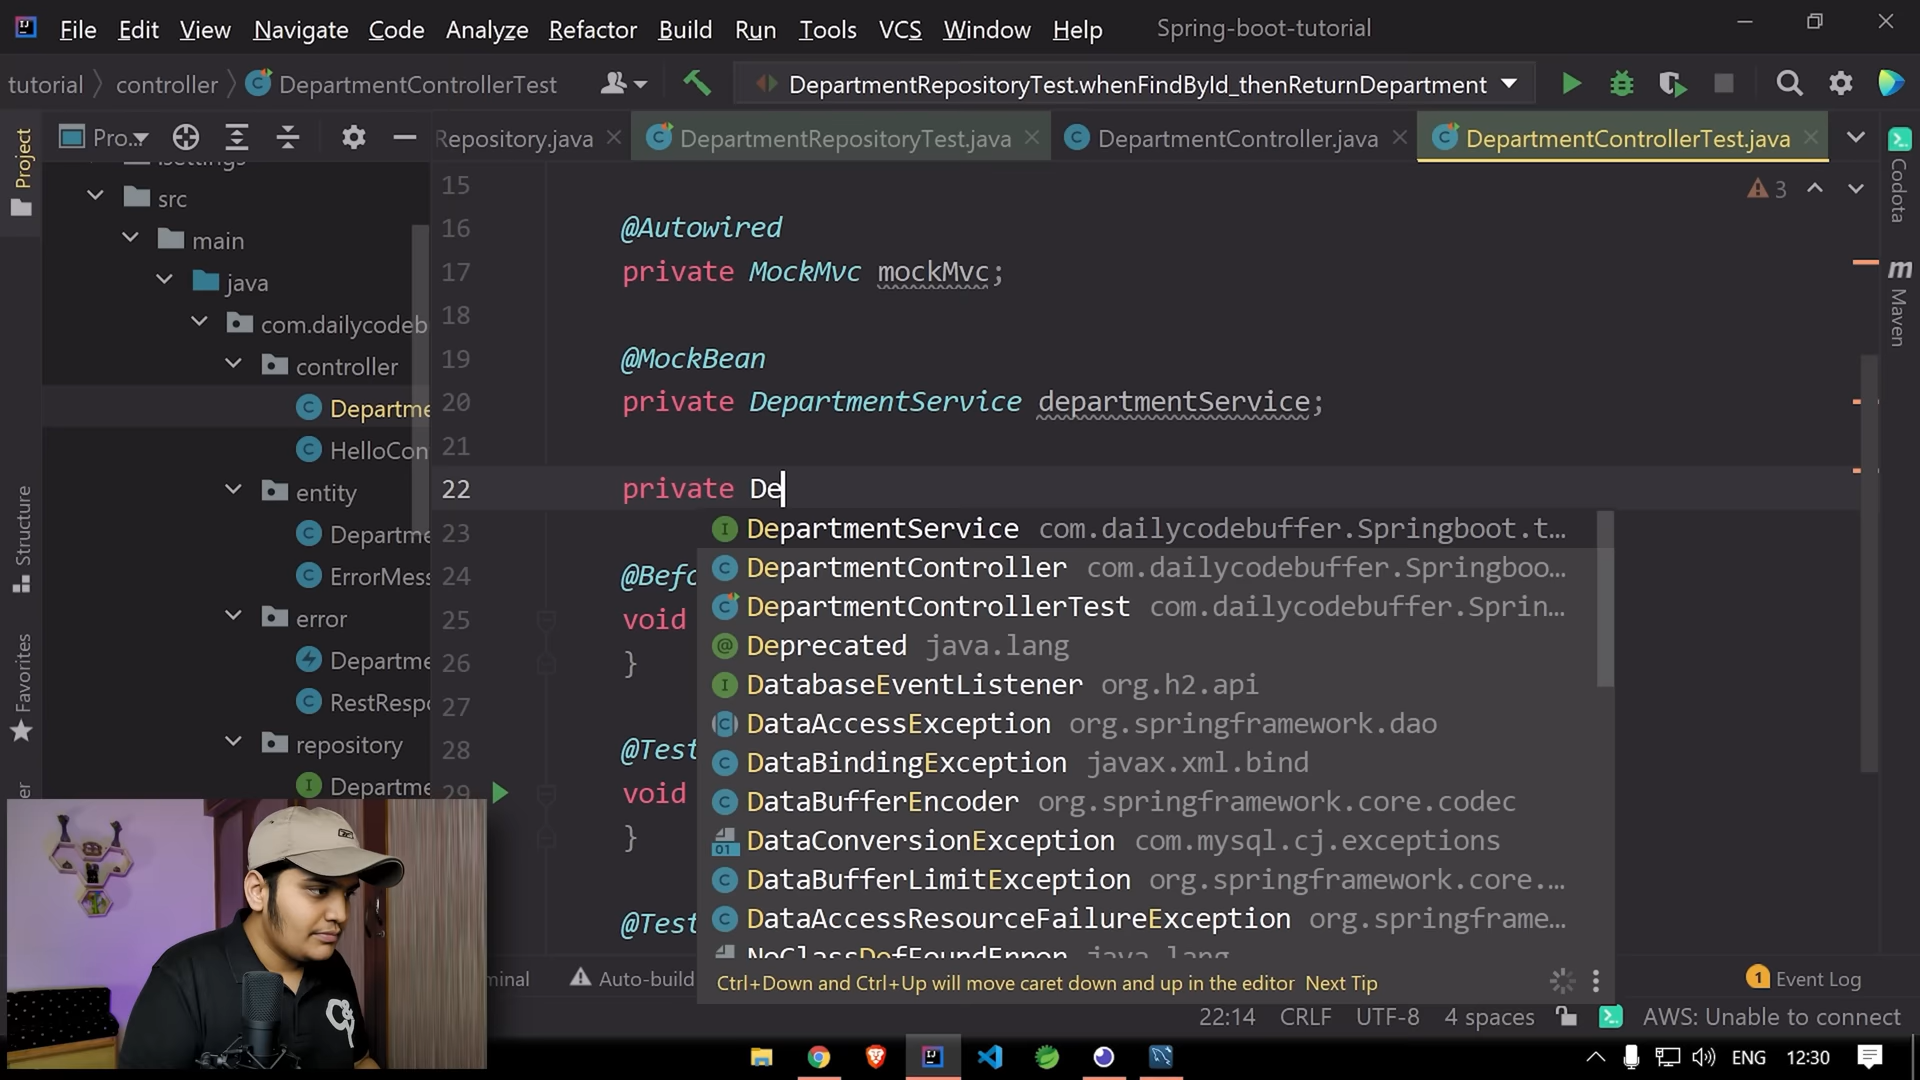 File Edit View Navigate Code Analyze Refactor Build Run Tools VCS Window Help Spring-boot-tutorial
tutorial controller DepartmentControllerTest DepartmentRepositoryTest.whenFindById_thenReturnDepartment
Project
Pro...
Repository.java DepartmentRepositoryTest.java DepartmentController.java DepartmentControllerTest.java
src
main
java
com.dailycodeb
controller
Departme
HelloCon
entity
Departme
ErrorMes
error
Departme
RestResp
repository
Departme
Structure
Favorites
15
3
16 @Autowired
17 private MockMvc mockMvc;
18
19 @MockBean
20 private DepartmentService departmentService;
21
22 private De
23
24 @Befo
25 void
26 }
27
28 @Test
29 void
}
@Test
DepartmentService com.dailycodebuffer.Springboot.t...
DepartmentController com.dailycodebuffer.Springboo...
DepartmentControllerTest com.dailycodebuffer.Sprin...
Deprecated java.lang
DatabaseEventListener org.h2.api
DataAccessException org.springframework.dao
DataBindingException javax.xml.bind
DataBufferEncoder org.springframework.core.codec
DataConversionException com.mysql.cj.exceptions
DataBufferLimitException org.springframework.core....
DataAccessResourceFailureException org.springframe...
NoClassDefFoundError java.lang
Ctrl+Down and Ctrl+Up will move caret down and up in the editor Next Tip
Codota
Maven
minal Auto-build
1 Event Log
22:14 CRLF UTF-8 4 spaces AWS: Unable to connect
ENG 12:30